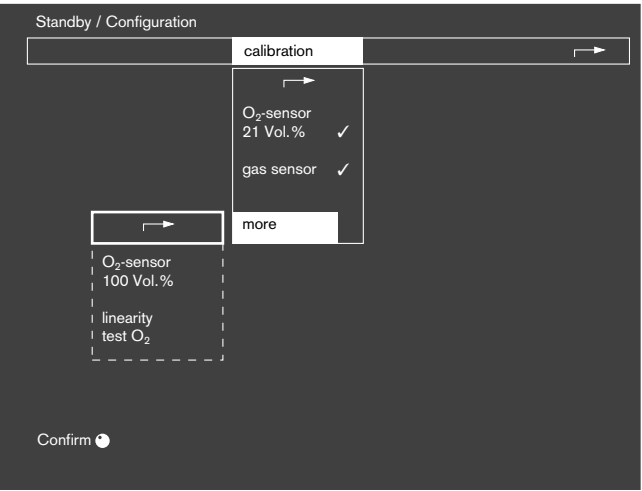 Standby / Configuration
calibration
O₂-sensor
21 Vol.% ✓
gas sensor ✓
more
O₂-sensor
100 Vol.%
linearity
test O₂
Confirm